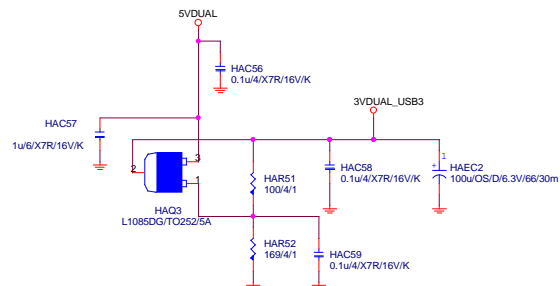 5VDUAL
HAC56
0.1u/4/X7R/16V/K
3VDUAL_USB3
HAC57
1u/6/X7R/16V/K
3
2
1
HAQ3
L1085DG/TO252/5A
HAR51
100/4/1
HAC58
0.1u/4/X7R/16V/K
1
+
HAEC2
100u/OS/D/6.3V/66/30m
HAR52
169/4/1
HAC59
0.1u/4/X7R/16V/K